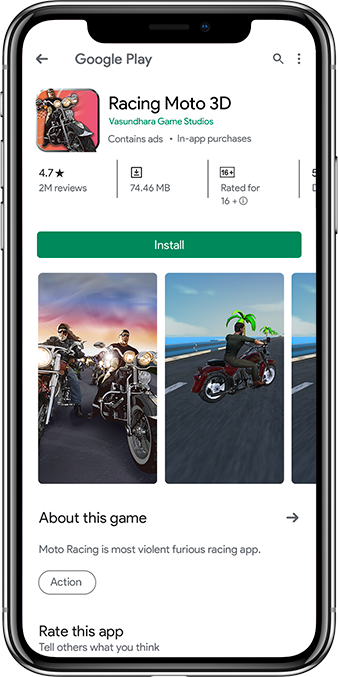 Google Play
Racing Moto 3D
Vasundhara Game Studios
Contains ads • In-app purchases
4.7★
2M reviews
74.46 MB
16+
Rated for
16 +
Install
About this game
Moto Racing is most violent furious racing app.
Action
Rate this app
Tell others what you think